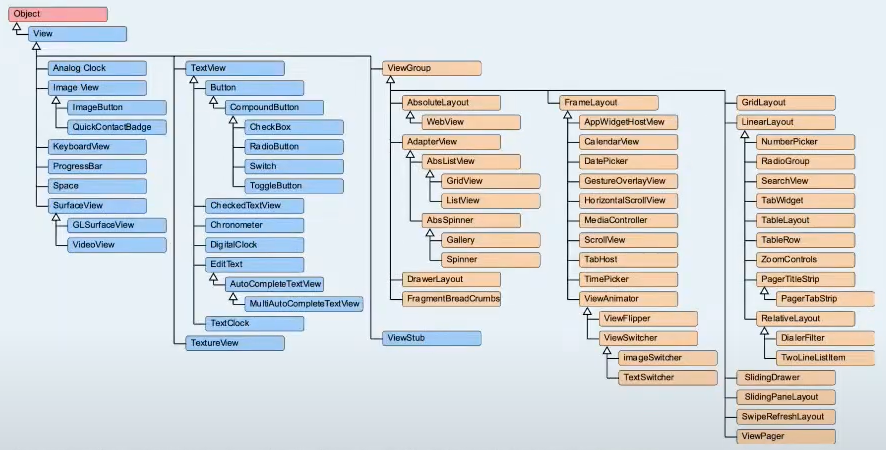 Object
View
Analog Clock
Image View
ImageButton
QuickContactBadge
KeyboardView
ProgressBar
Space
SurfaceView
GLSurfaceView
VideoView
TextView
Button
CompoundButton
CheckBox
RadioButton
Switch
ToggleButton
CheckedTextView
Chronometer
DigitalClock
EditText
AutoCompleteTextView
MultiAutoCompleteTextView
TextClock
TextureView
ViewGroup
AbsoluteLayout
WebView
AdapterView
AbsListView
GridView
ListView
AbsSpinner
Gallery
Spinner
DrawerLayout
FragmentBreadCrumbs
ViewStub
FrameLayout
AppWidgetHostView
CalendarView
DatePicker
GestureOverlayView
HorizontalScrollView
MediaController
ScrollView
TabHost
TimePicker
ViewAnimator
ViewFlipper
ViewSwitcher
imageSwitcher
TextSwitcher
GridLayout
LinearLayout
NumberPicker
RadioGroup
SearchView
TabWidget
TableLayout
TableRow
ZoomControls
PagerTitleStrip
PagerTabStrip
RelativeLayout
DialerFilter
TwoLineListItem
SlidingDrawer
SlidingPaneLayout
SwipeRefreshLayout
ViewPager